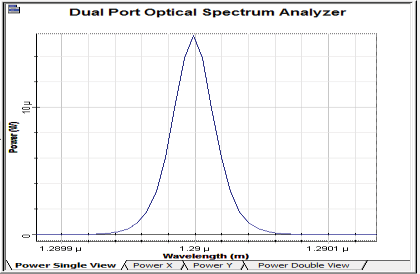 Dual Port Optical Spectrum Analyzer
Power (W)
10 µ
0
1.2899 µ 1.29 µ 1.2901 µ
Wavelength (m)
Power Single View Power X Power Y Power Double View